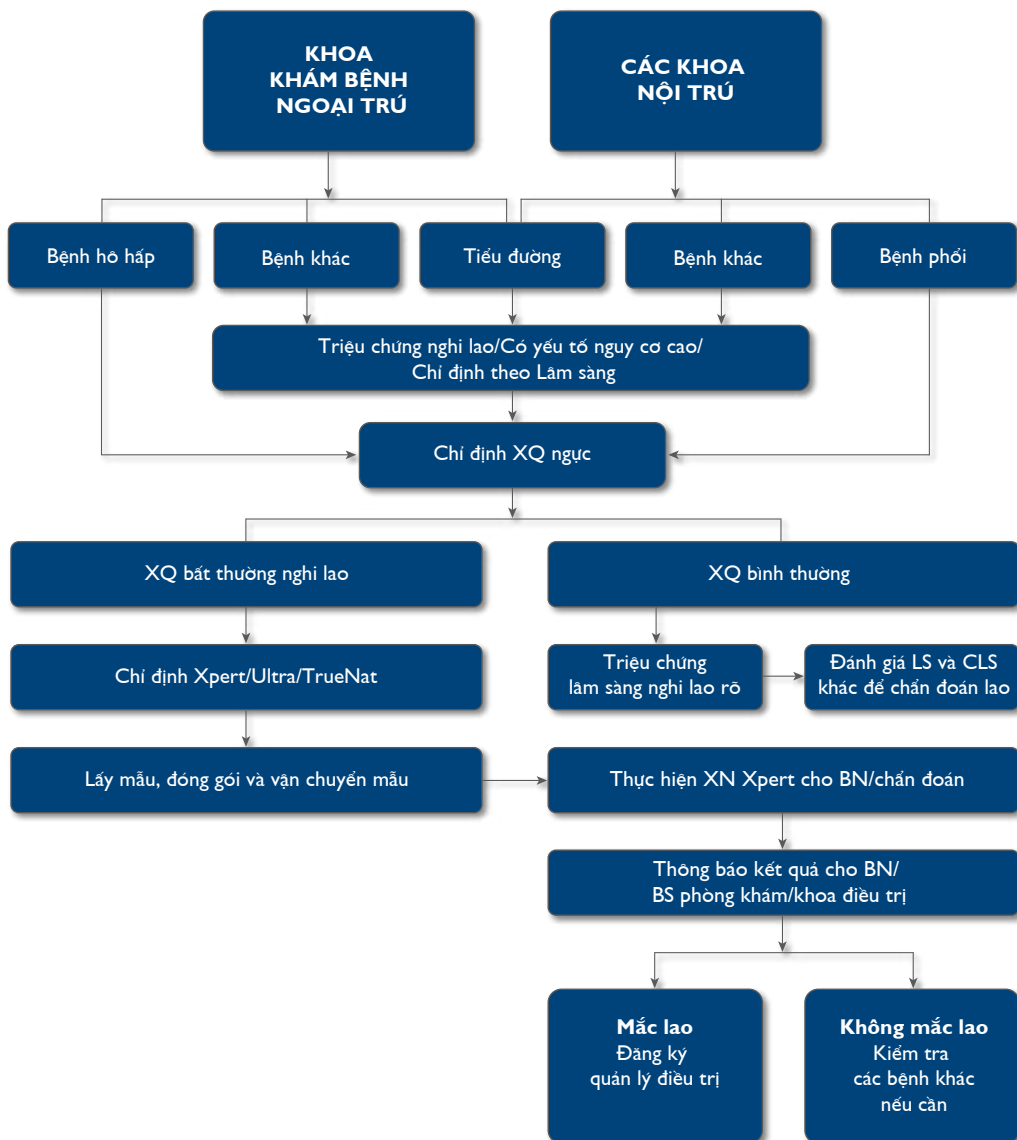 KHOA
KHÁM BỆNH
NGOẠI TRÚ
CÁC KHOA
NỘI TRÚ
Bệnh hô hấp
Bệnh khác
Tiểu đường
Bệnh khác
Bệnh phổi
Triệu chứng nghi lao/Có yếu tố nguy cơ cao/
Chỉ định theo Lâm sàng
Chỉ định XQ ngực
XQ bất thường nghi lao
XQ bình thường
Chỉ định Xpert/Ultra/TrueNat
Triệu chứng
lâm sàng nghi lao rõ
Đánh giá LS và CLS
khác để chẩn đoán lao
Lấy mẫu, đóng gói và vận chuyển mẫu
Thực hiện XN Xpert cho BN/chẩn đoán
Thông báo kết quả cho BN/
BS phòng khám/khoa điều trị
Mắc lao
Đăng ký
quản lý điều trị
Không mắc lao
Kiểm tra
các bệnh khác
nếu cần